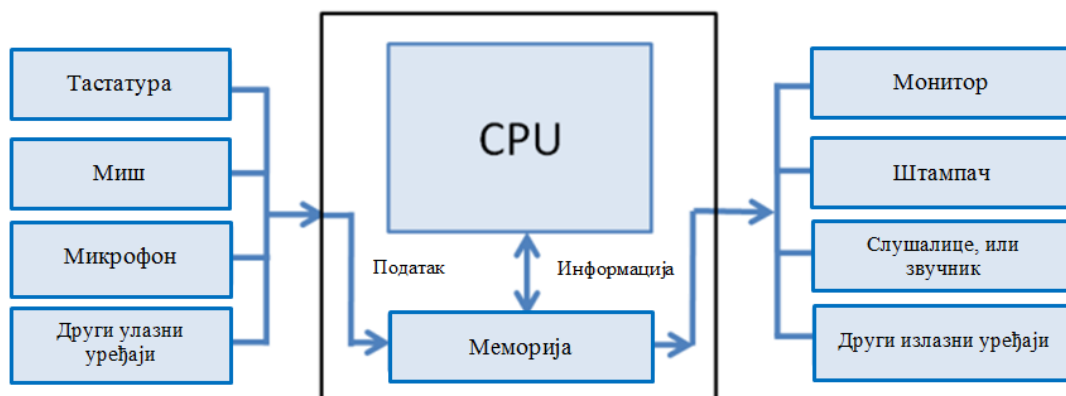 Тастатура
Миш
Микрофон
Други улазни
уређаји
CPU
Податак
Информација
Меморија
Монитор
Штампач
Слушалице, или
звучник
Други излазни уређаји